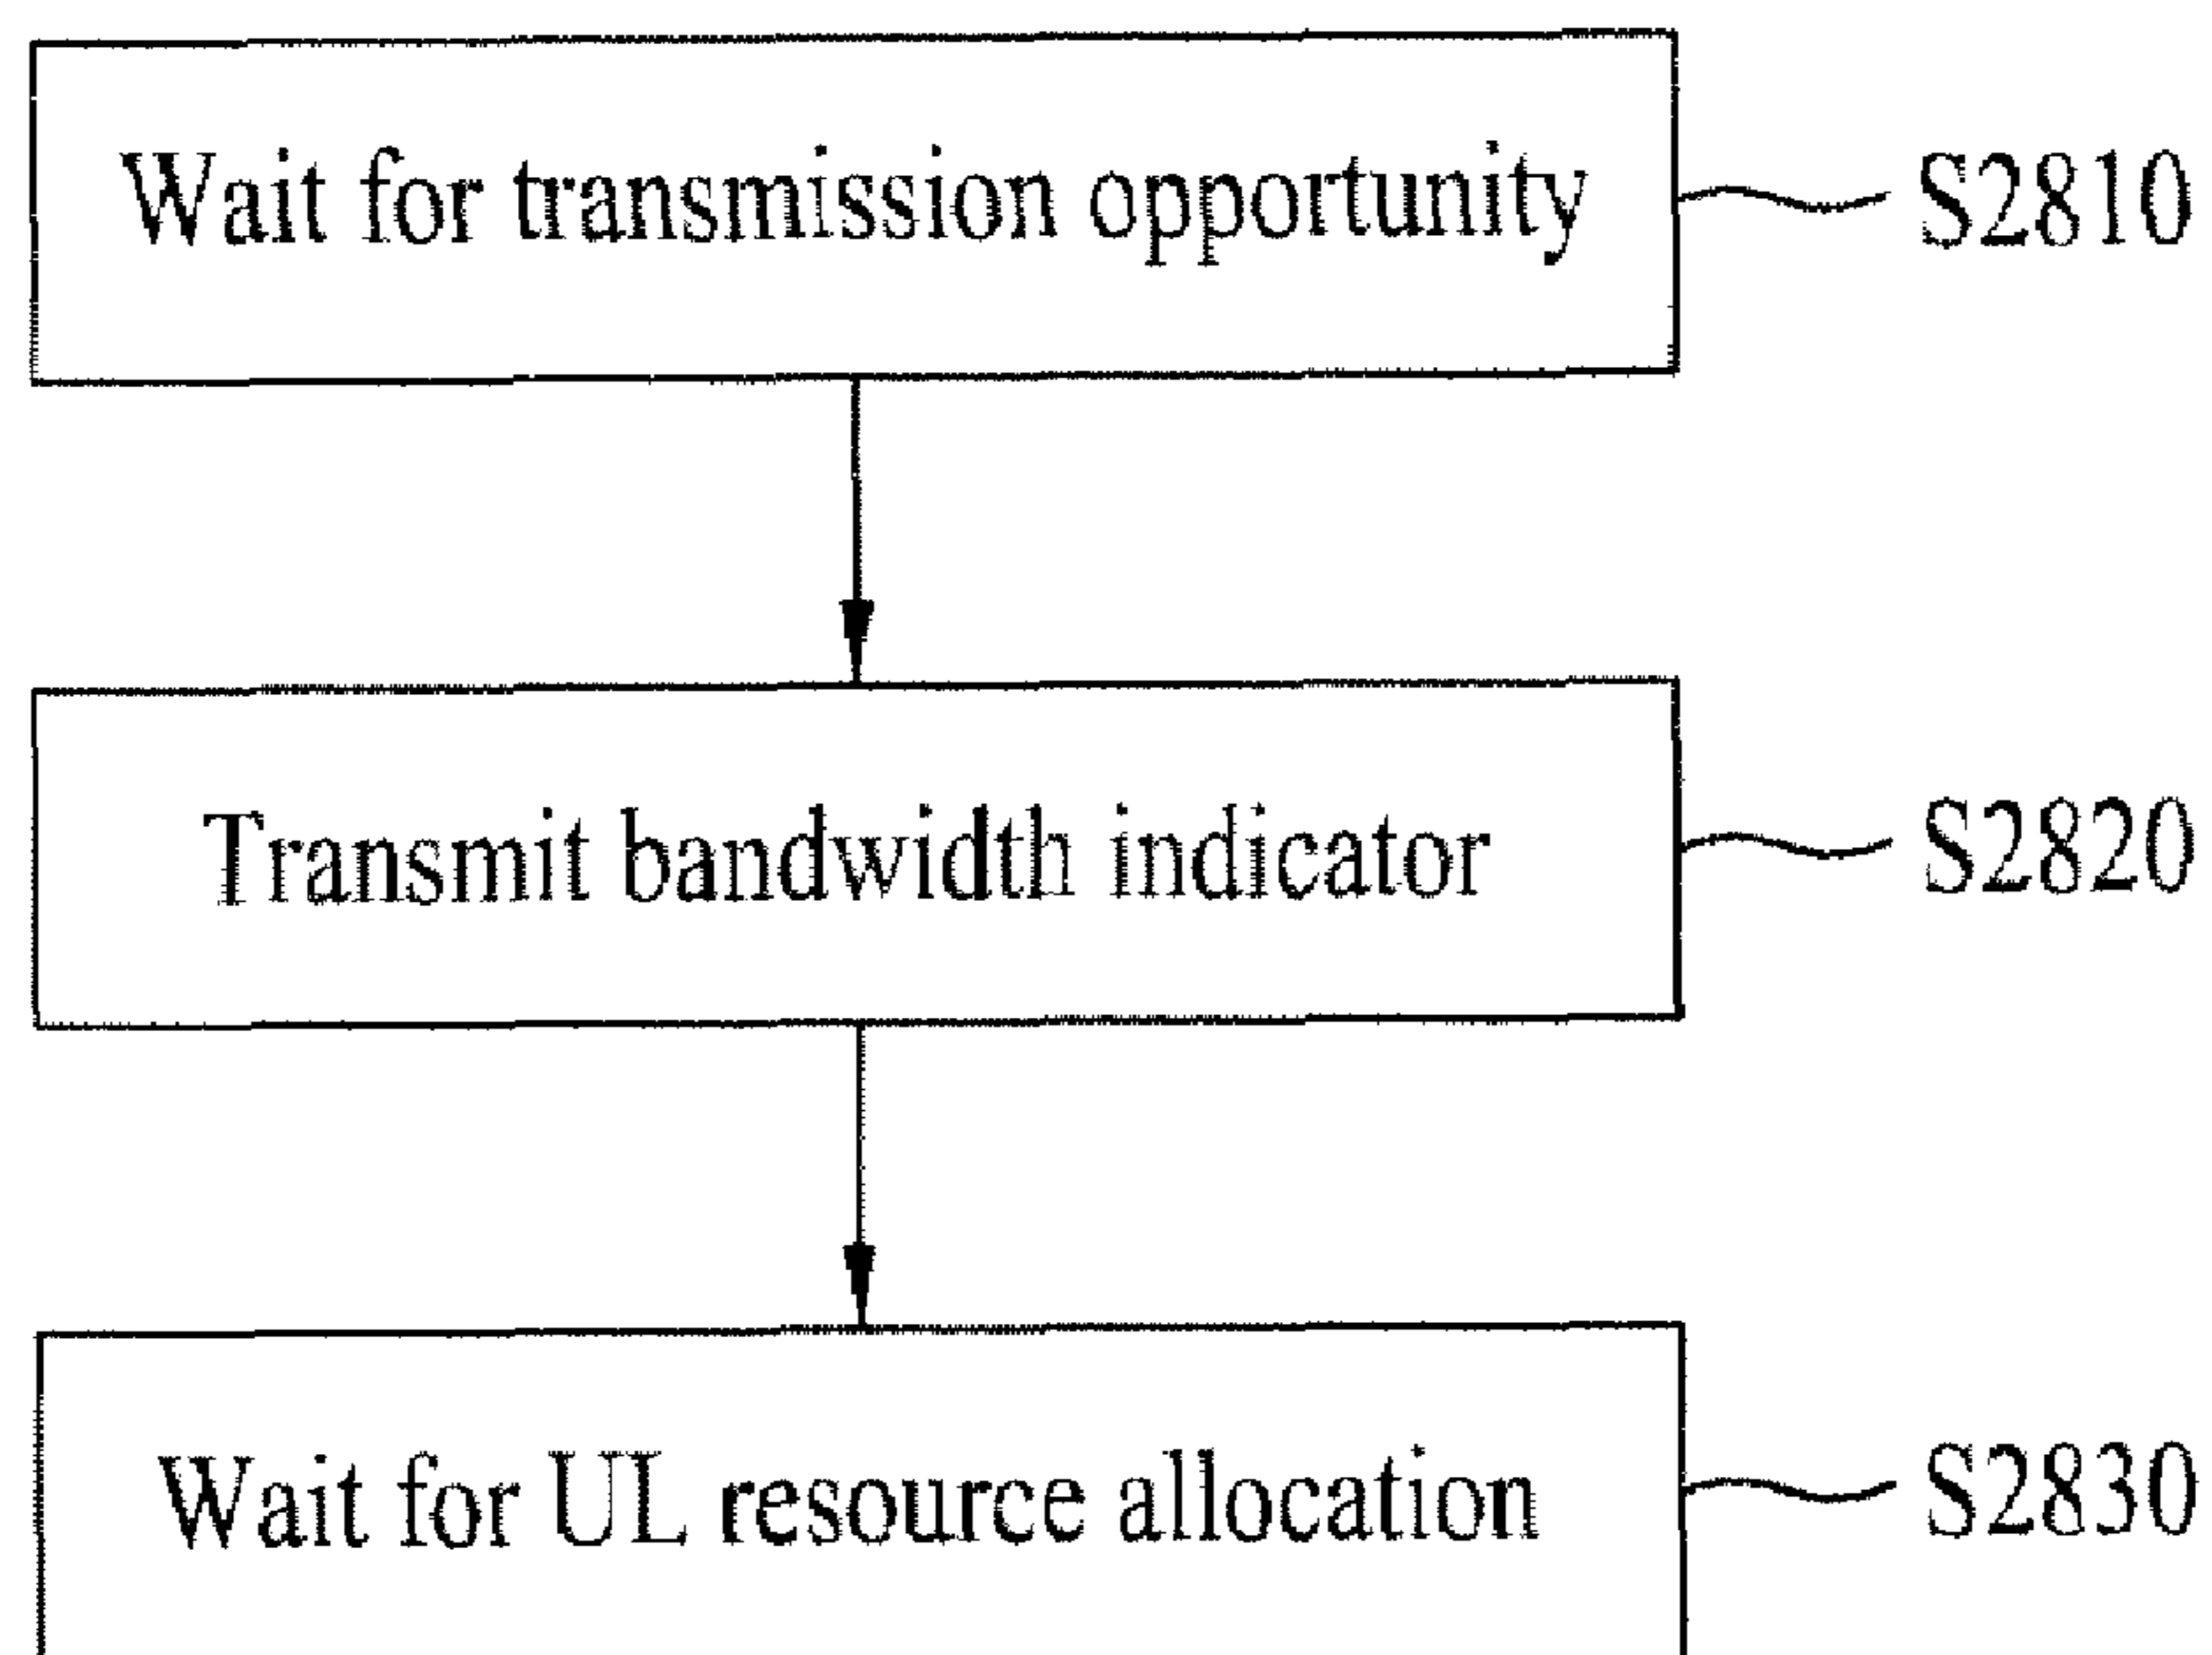 Wait for transmission opportunity
S2810
Transmit bandwidth indicator
S2820
Wait for UL resource allocation
S2830